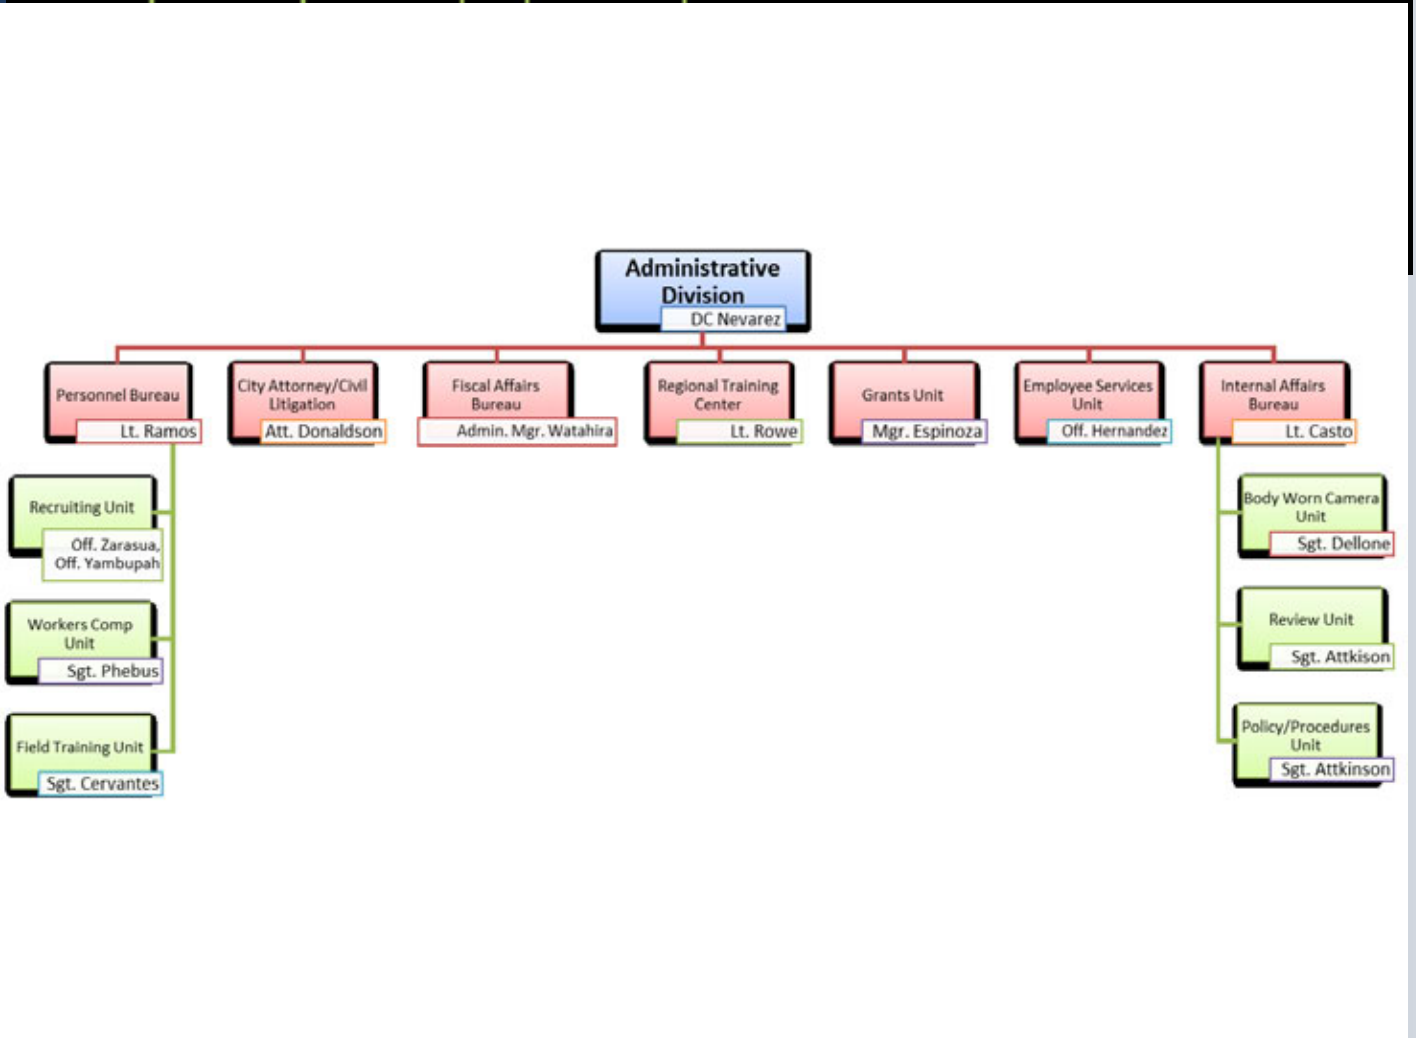 Administrative
Division
DC Nevarez
Personnel Bureau
Lt. Ramos
City Attorney/Civil
Litigation
Att. Donaldson
Fiscal Affairs
Bureau
Admin. Mgr. Watahira
Regional Training
Center
Lt. Rowe
Grants Unit
Mgr. Espinoza
Employee Services
Unit
Off. Hernandez
Internal Affairs
Bureau
Lt. Casto
Recruiting Unit
Off. Zarasua,
Off. Yambupah
Workers Comp
Unit
Sgt. Phebus
Field Training Unit
Sgt. Cervantes
Body Worn Camera
Unit
Sgt. Dellone
Review Unit
Sgt. Attkison
Policy/Procedures
Unit
Sgt. Attkinson